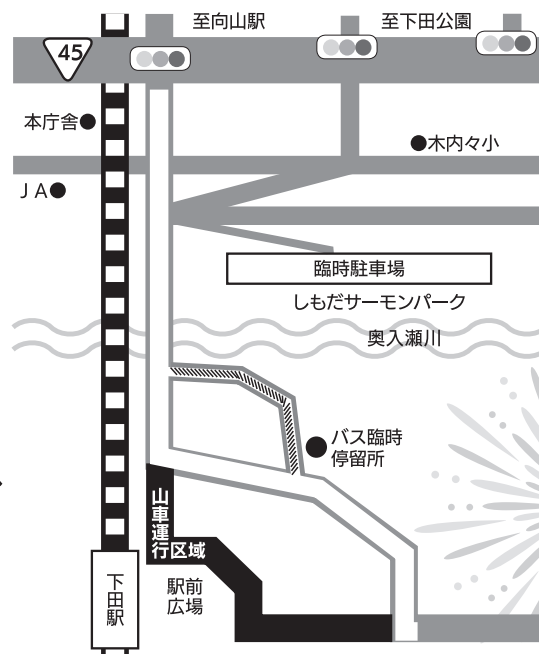 至向山駅
至下田公園
45
本庁舎
木内々小
ＪＡ
臨時駐車場
しもだサーモンパーク
奥入瀬川
バス臨時
停留所
山車運
行区域
下田駅
駅前
広場